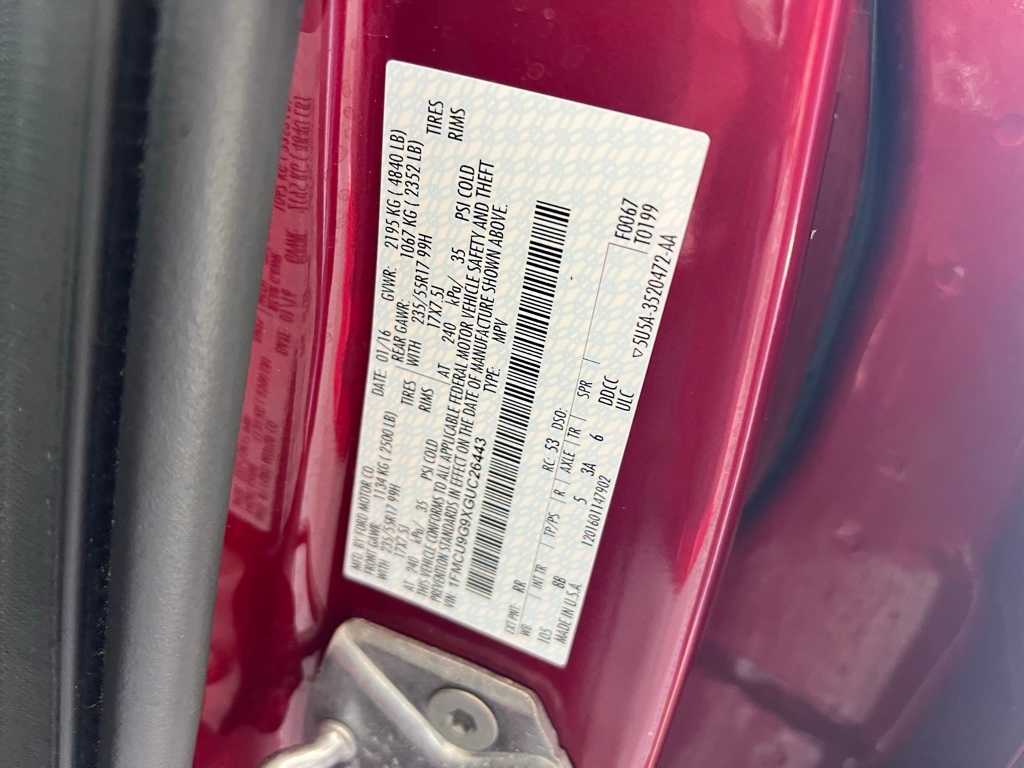 MFD. BY FORD MOTOR CO.
DATE: 01/16 GVWR: 2195 KG ( 4840 LB)
FRONT GAWR: 1134 KG ( 2500 LB) REAR GAWR: 1067 KG ( 2352 LB)
WITH 235/55R17 99H TIRES WITH 235/55R17 99H TIRES
17X7.5J RIMS 17X7.5J RIMS
AT 240 kPa/ 35 PSI COLD AT 240 kPa/ 35 PSI COLD
THIS VEHICLE CONFORMS TO ALL APPLICABLE FEDERAL MOTOR VEHICLE SAFETY AND THEFT
PREVENTION STANDARDS IN EFFECT ON THE DATE OF MANUFACTURE SHOWN ABOVE.
VIN: 1FMCU9G9XGUC26443 TYPE: MPV
EXT PNT: RR RC: 53 DSO:
WB INT TR TP/PS R AXLE TR SPR F0067
105 8B 5 3A 6 DDCC T0199
MADE IN U.S.A. 1201601147902 ULC ▽5U5A-3520472-AA